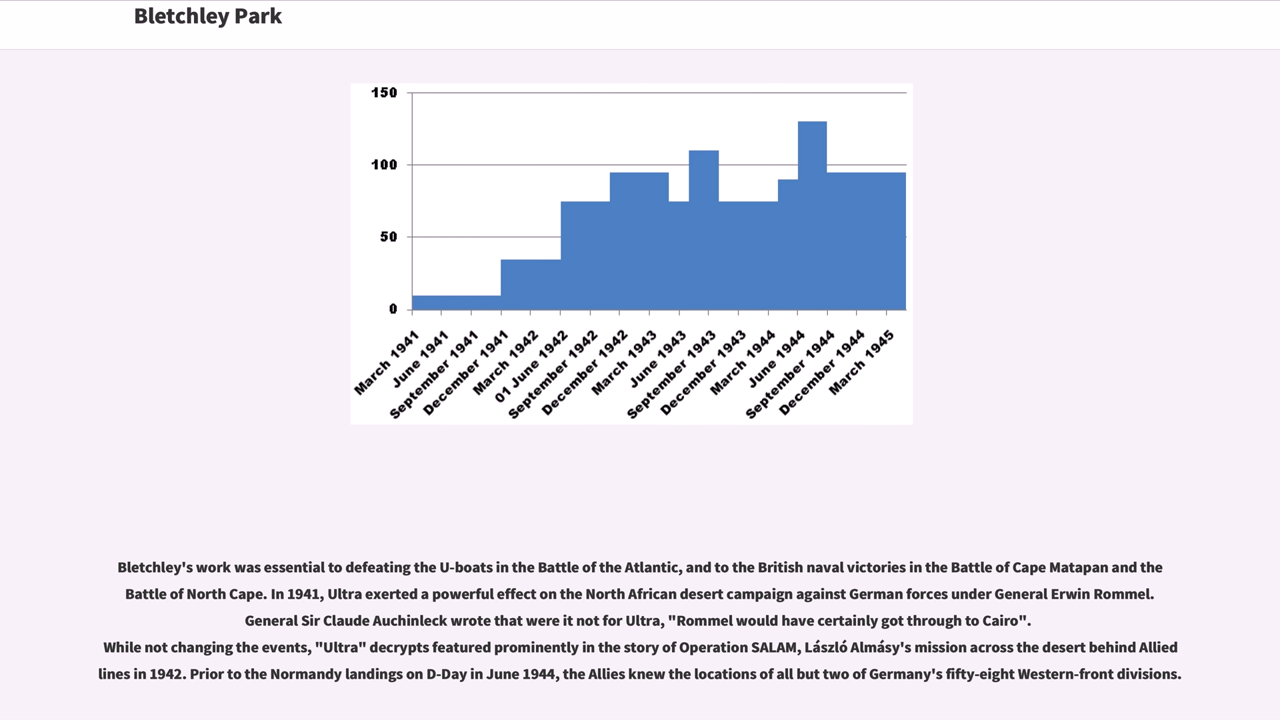 Bletchley Park
150
100
50
0
March 1941
June 1941
September 1941
December 1941
March 1942
01 June 1942
September 1942
December 1942
March 1943
June 1943
September 1943
December 1943
March 1944
June 1944
September 1944
December 1944
March 1945
Bletchley's work was essential to defeating the U-boats in the Battle of the Atlantic, and to the British naval victories in the Battle of Cape Matapan and the
Battle of North Cape. In 1941, Ultra exerted a powerful effect on the North African desert campaign against German forces under General Erwin Rommel.
General Sir Claude Auchinleck wrote that were it not for Ultra, "Rommel would have certainly got through to Cairo".
While not changing the events, "Ultra" decrypts featured prominently in the story of Operation SALAM, László Almásy's mission across the desert behind Allied
lines in 1942. Prior to the Normandy landings on D-Day in June 1944, the Allies knew the locations of all but two of Germany's fifty-eight Western-front divisions.